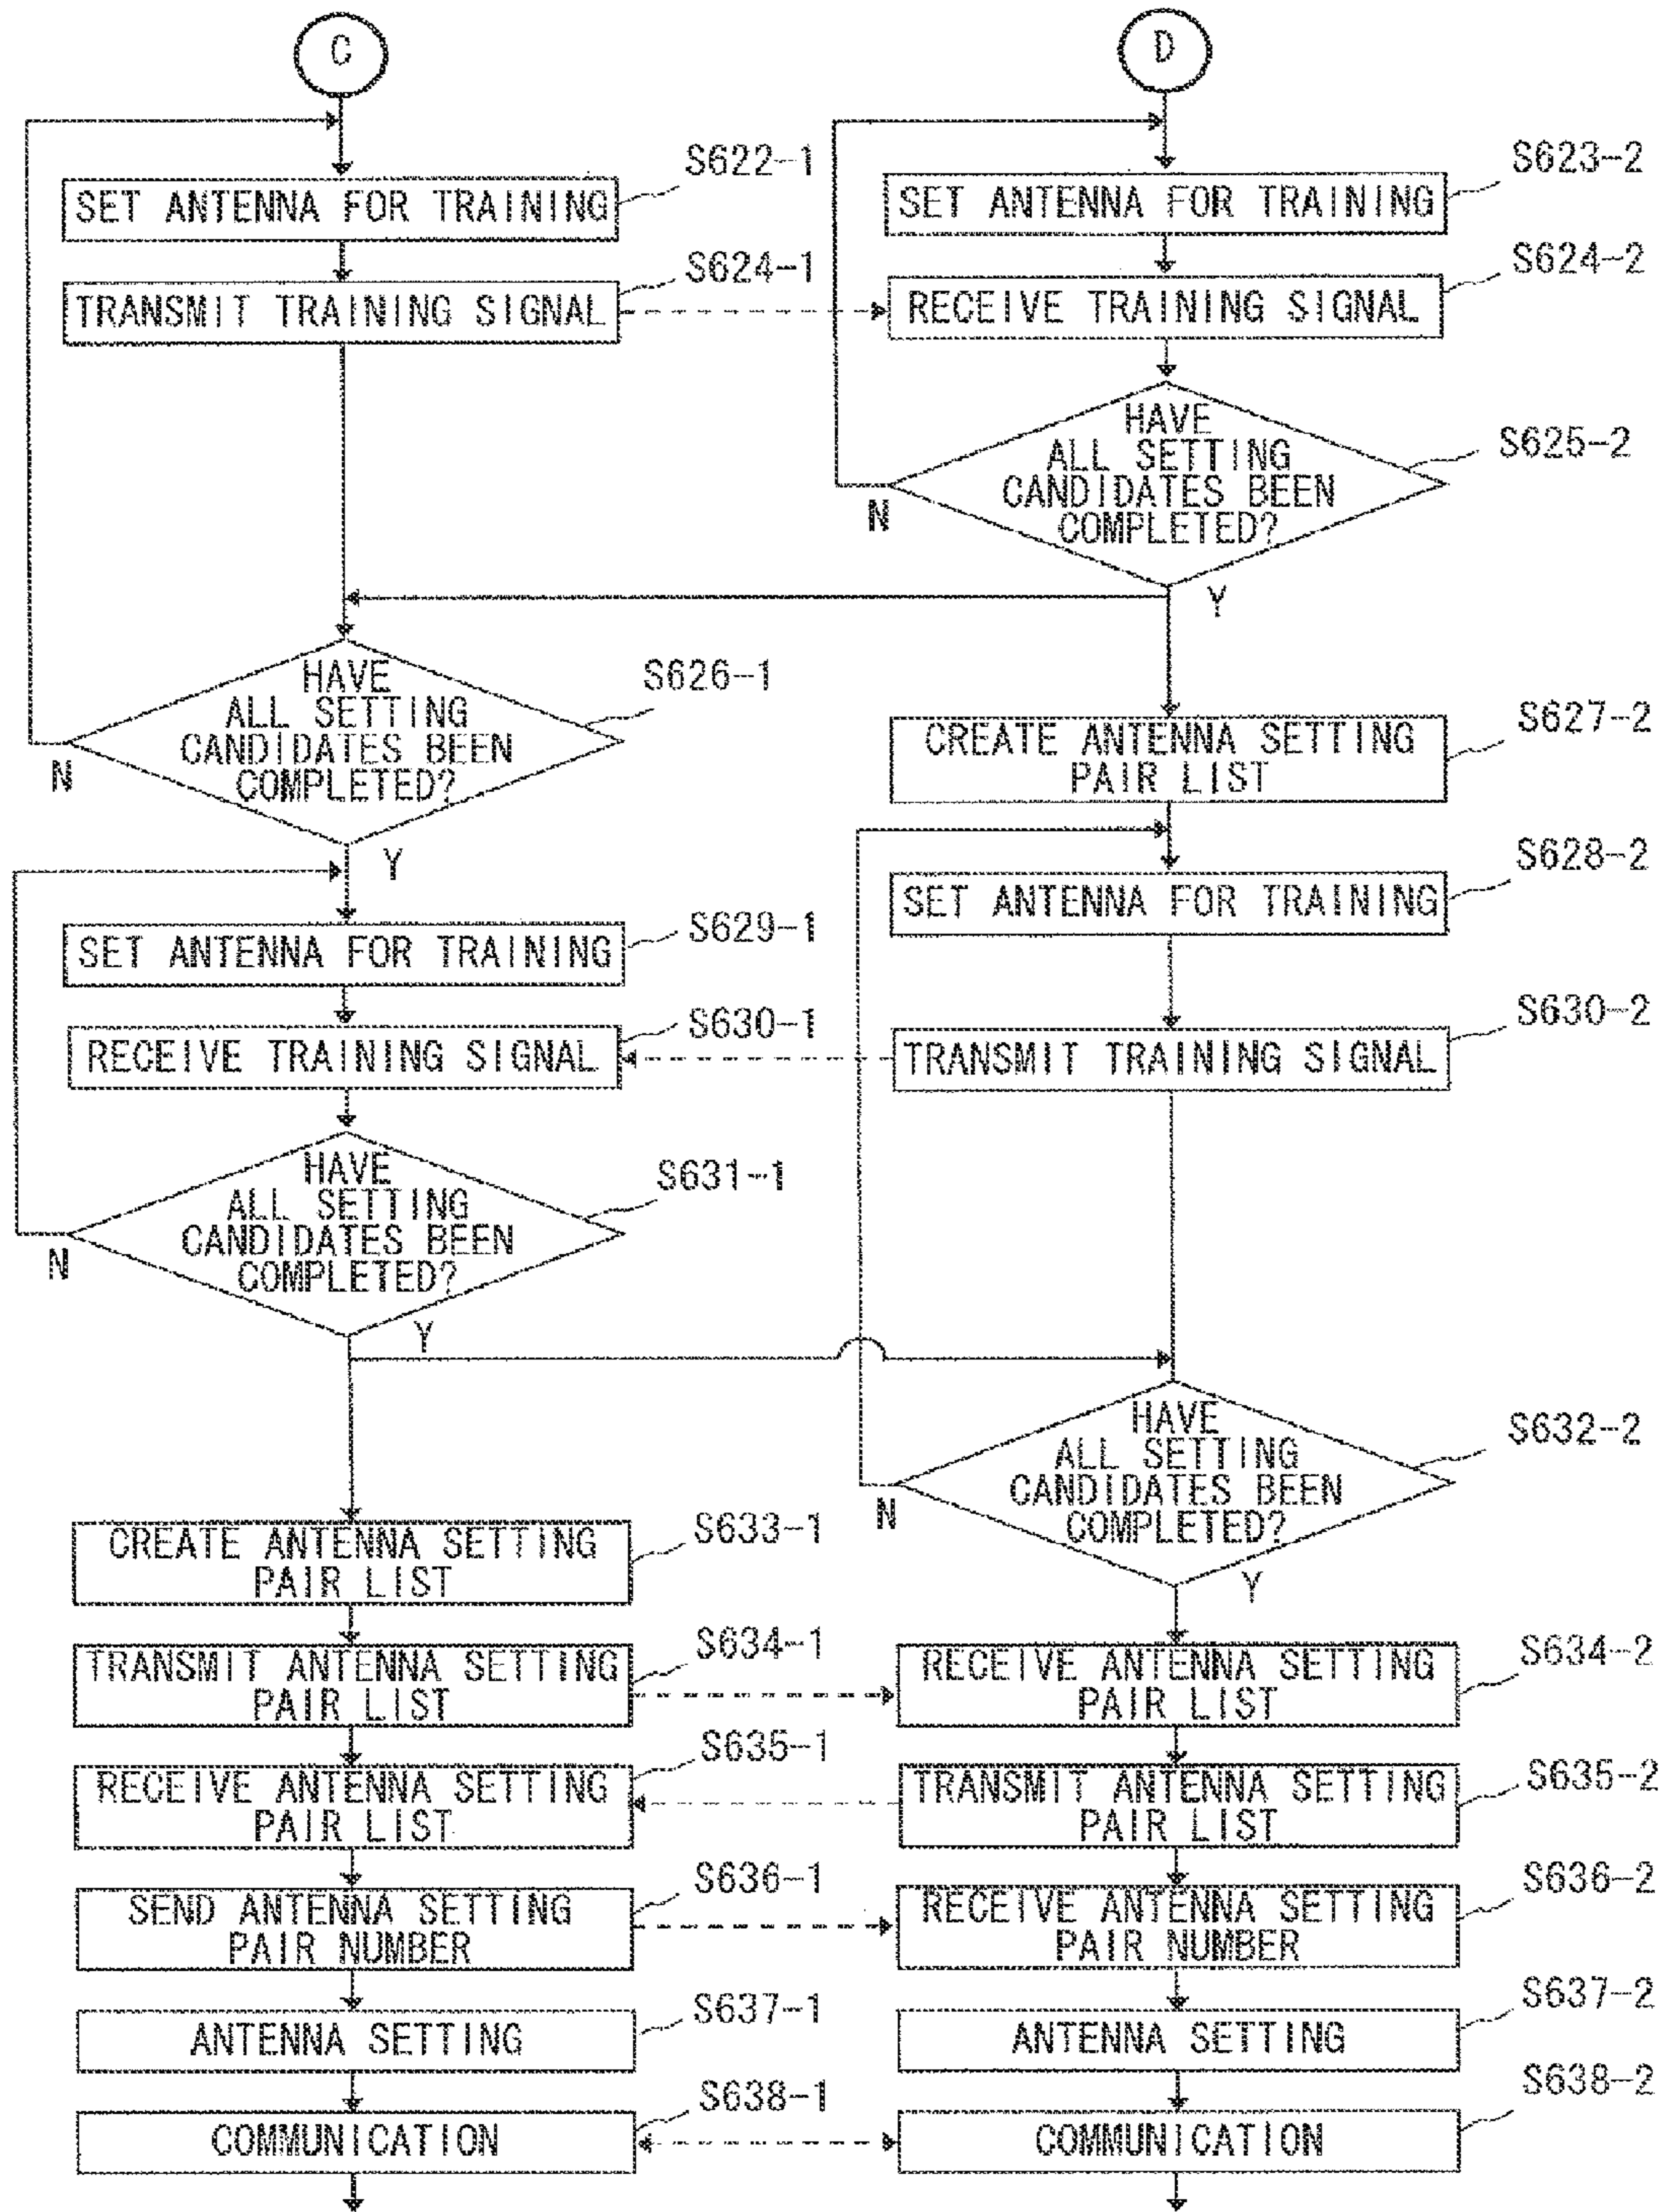 C
D
S622-1
SET ANTENNA FOR TRAINING
S623-2
SET ANTENNA FOR TRAINING
S624-1
TRANSMIT TRAINING SIGNAL
S624-2
RECEIVE TRAINING SIGNAL
HAVE
ALL SETTING
CANDIDATES BEEN
COMPLETED?
S625-2
N
Y
HAVE
ALL SETTING
CANDIDATES BEEN
COMPLETED?
S626-1
N
Y
S627-2
CREATE ANTENNA SETTING
PAIR LIST
S628-2
SET ANTENNA FOR TRAINING
S629-1
SET ANTENNA FOR TRAINING
S630-1
RECEIVE TRAINING SIGNAL
S630-2
TRANSMIT TRAINING SIGNAL
HAVE
ALL SETTING
CANDIDATES BEEN
COMPLETED?
S631-1
N
Y
HAVE
ALL SETTING
CANDIDATES BEEN
COMPLETED?
S632-2
N
Y
S633-1
CREATE ANTENNA SETTING
PAIR LIST
S634-1
TRANSMIT ANTENNA SETTING
PAIR LIST
S634-2
RECEIVE ANTENNA SETTING
PAIR LIST
S635-1
RECEIVE ANTENNA SETTING
PAIR LIST
S635-2
TRANSMIT ANTENNA SETTING
PAIR LIST
S636-1
SEND ANTENNA SETTING
PAIR NUMBER
S636-2
RECEIVE ANTENNA SETTING
PAIR NUMBER
S637-1
ANTENNA SETTING
S637-2
ANTENNA SETTING
S638-1
COMMUNICATION
S638-2
COMMUNICATION